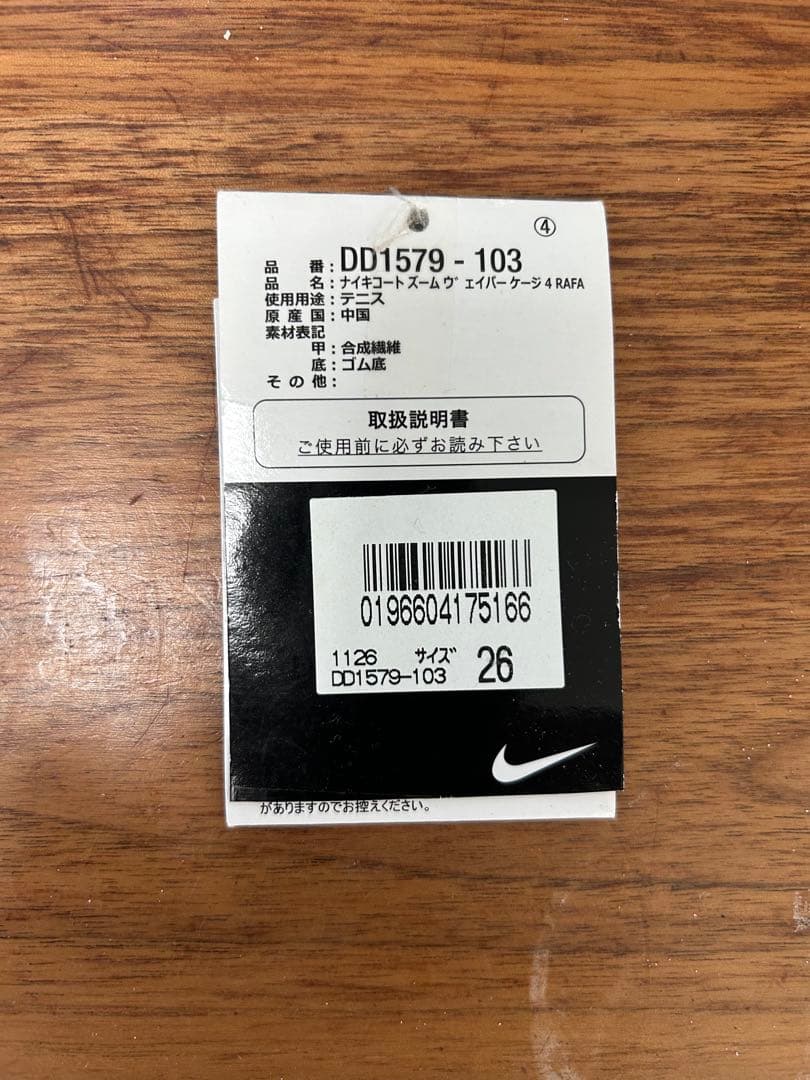 ④
品番:DD1579-103
品名:ナイキコート ズーム ヴェイパー ケージ 4 RAFA
使用用途:テニス
原産国:中国
素材表記
甲:合成繊維
底:ゴム底
その他:
取扱説明書
ご使用前に必ずお読み下さい
0196604175166
1126 サイズ 26
DD1579-103
がありますのでお控えください。